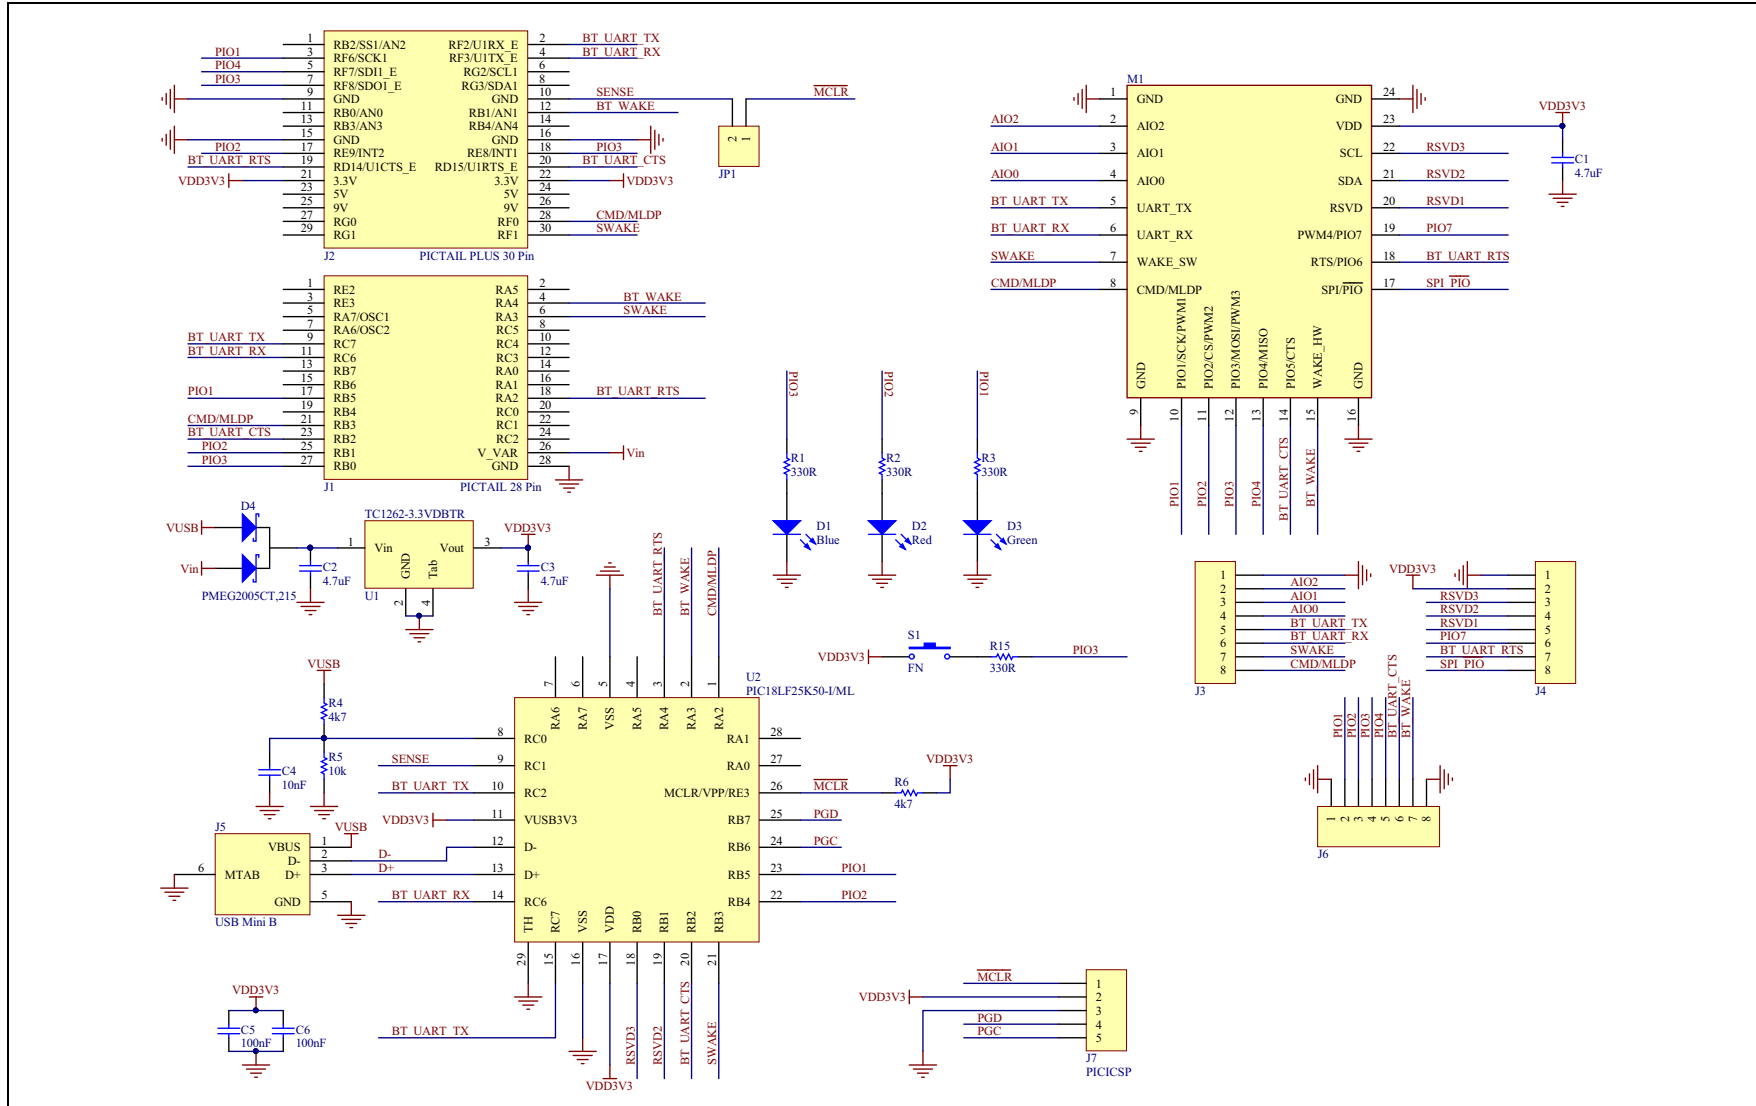 1 RB2/SS1/AN2 RF2/U1RX_E 2 BT_UART_TX
PIO1 3 RF6/SCK1 RF3/U1TX_E 4 BT_UART_RX
PIO4 5 RF7/SDI1_E RG2/SCL1 6
PIO3 7 RF8/SDO1_E RG3/SDA1 8
9 GND GND 10 SENSE MCLR
11 RB0/AN0 RB1/AN1 12 BT_WAKE
13 RB3/AN3 RB4/AN4 14
15 GND GND 16
PIO2 17 RE9/INT2 RE8/INT1 18 PIO3
BT_UART_RTS 19 RD14/U1CTS_E RD15/U1RTS_E 20 BT_UART_CTS
VDD3V3 21 3.3V 3.3V 22 VDD3V3
23 5V 5V 24
25 9V 9V 26
27 RG0 RF0 28 CMD/MLDP
29 RG1 RF1 30 SWAKE
J2 PICTAIL PLUS 30 Pin
2 1
JP1
1 RE2 RA5 2
3 RE3 RA4 4 BT_WAKE
5 RA7/OSC1 RA3 6 SWAKE
7 RA6/OSC2 RC5 8
BT_UART_TX 9 RC7 RC4 10
BT_UART_RX 11 RC6 RC3 12
13 RB7 RA0 14
15 RB6 RA1 16
PIO1 17 RB5 RA2 18 BT_UART_RTS
19 RB4 RC0 20
CMD/MLDP 21 RB3 RC1 22
BT_UART_CTS 23 RB2 RC2 24
PIO2 25 RB1 V_VAR 26 Vin
PIO3 27 RB0 GND 28
J1 PICTAIL 28 Pin
M1
1 GND GND 24
AIO2 2 AIO2 VDD 23 VDD3V3
AIO1 3 AIO1 SCL 22 RSVD3
AIO0 4 AIO0 SDA 21 RSVD2
BT_UART_TX 5 UART_TX RSVD 20 RSVD1
BT_UART_RX 6 UART_RX PWM4/PIO7 19 PIO7
SWAKE 7 WAKE_SW RTS/PIO6 18 BT_UART_RTS
CMD/MLDP 8 CMD/MLDP SPI/PIO 17 SPI_PIO
GND PIO1/SCK/PWM1 PIO2/CS/PWM2 PIO3/MOSI/PWM3 PIO4/MISO PIO5/CTS WAKE_HW GND
9 10 11 12 13 14 15 16
PIO1 PIO2 PIO3 PIO4 BT_UART_CTS BT_WAKE
C1
4.7uF
PIO3 PIO2 PIO1
R1 R2 R3
330R 330R 330R
D1 D2 D3
Blue Red Green
D4
VUSB
Vin
PMEG2005CT,215
C2
4.7uF
TC1262-3.3VDBTR
1 Vin Vout 3
GND Tab
2 4
U1
VDD3V3
C3
4.7uF
VDD3V3 S1 R15 PIO3
FN 330R
VDD3V3
1 1
AIO2 2 2
AIO1 3 RSVD3 3
AIO0 4 RSVD2 4
BT_UART_TX 5 RSVD1 5
BT_UART_RX 6 PIO7 6
SWAKE 7 BT_UART_RTS 7
CMD/MLDP 8 SPI_PIO 8
J3 J4
PIO1 PIO2 PIO3 PIO4 BT_UART_CTS BT_WAKE
1 2 3 4 5 6 7 8
J6
VUSB
R4
4k7
R5
10k
C4
10nF
BT_UART_RTS BT_WAKE CMD/MLDP
7 6 5 4 3 2 1
U2
PIC18LF25K50-I/ML
RA6 RA7 VSS RA5 RA4 RA3 RA2
8 RC0 RA1 28
SENSE 9 RC1 RA0 27
BT_UART_TX 10 RC2 MCLR/VPP/RE3 26 MCLR R6 4k7 VDD3V3
VDD3V3 11 VUSB3V3 RB7 25 PGD
12 D- RB6 24 PGC
13 D+ RB5 23 PIO1
BT_UART_RX 14 RC6 RB4 22 PIO2
TH RC7 VSS VDD RB0 RB1 RB2 RB3
29 15 16 17 18 19 20 21
BT_UART_TX VDD3V3 RSVD3 RSVD2 BT_UART_CTS SWAKE
J5 VUSB
VBUS 1
D- 2 D-
6 MTAB D+ 3 D+
GND 5
USB Mini B
VDD3V3
C5 C6
100nF 100nF
MCLR 1
VDD3V3 2
3
PGD 4
PGC 5
J7
PICICSP